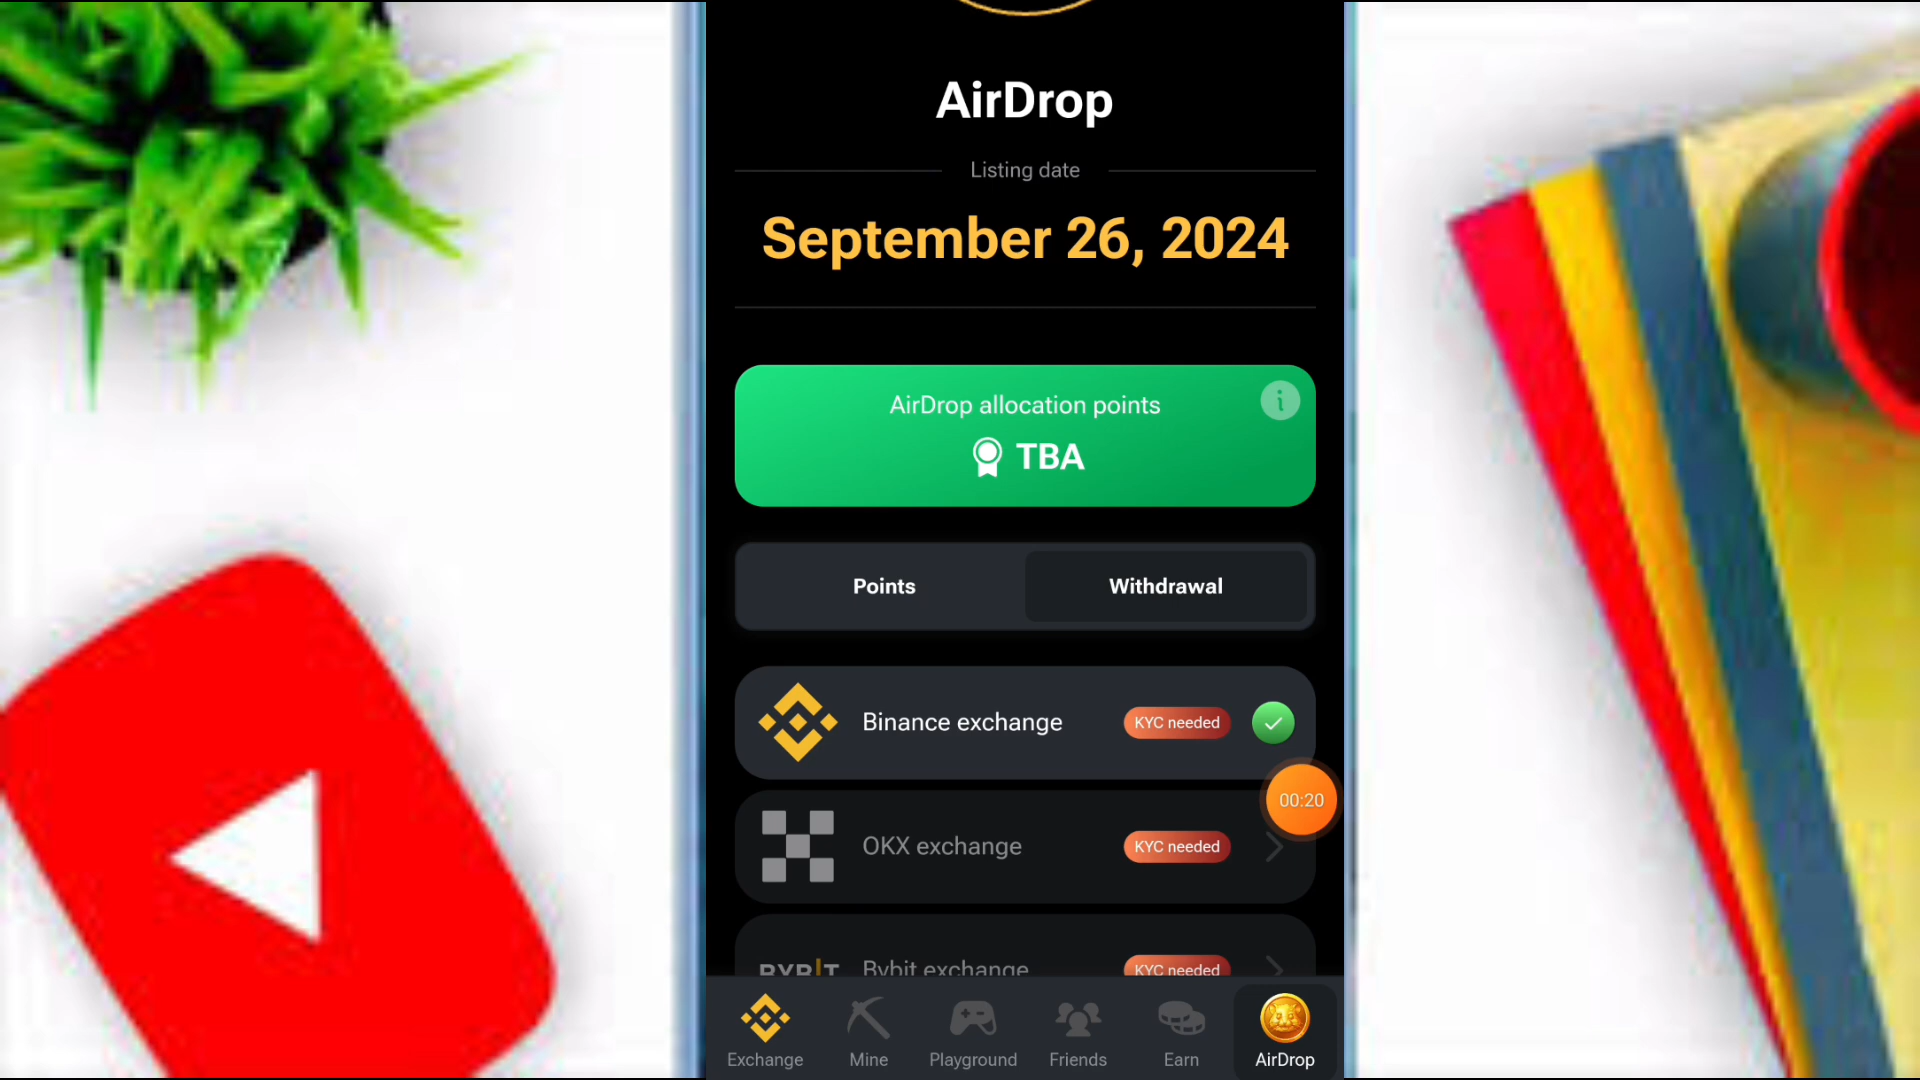 AirDrop
Listing date
September 26, 2024
AirDrop allocation points
TBA
Points
Withdrawal
Binance exchange
KYC needed
00:20
OKX exchange
KYC needed
BYBIT
Bybit exchange
KYC needed
Exchange
Mine
Playground
Friends
Earn
AirDrop